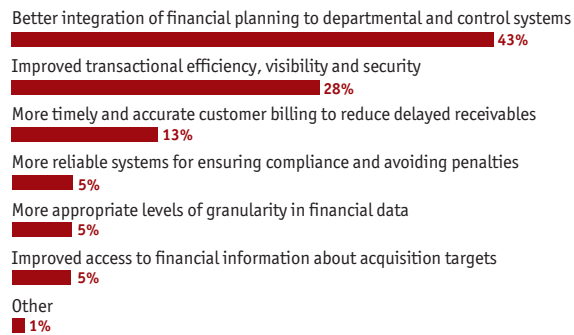 Better integration of financial planning to departmental and control systems
43%
Improved transactional efficiency, visibility and security
28%
More timely and accurate customer billing to reduce delayed receivables
13%
More reliable systems for ensuring compliance and avoiding penalties
5%
More appropriate levels of granularity in financial data
5%
Improved access to financial information about acquisition targets
5%
Other
1%